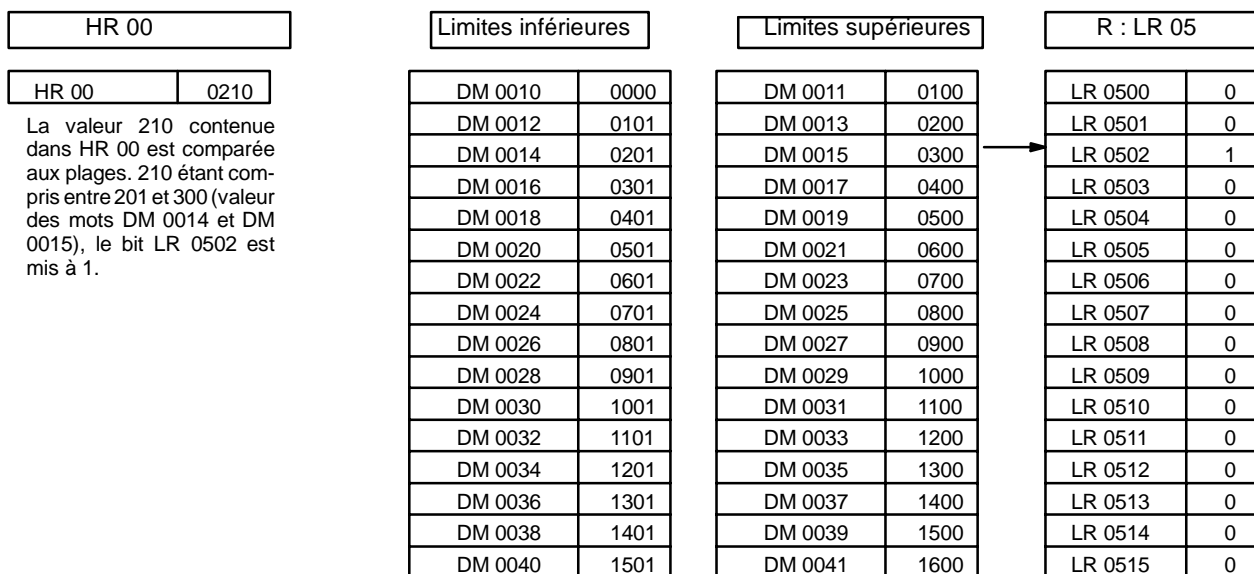 HR 00 Limites inférieures Limites supérieures R : LR 05
HR 00 0210
La valeur 210 contenue
dans HR 00 est comparée
aux plages. 210 étant com-
pris entre 201 et 300 (valeur
des mots DM 0014 et DM
0015), le bit LR 0502 est
mis à 1.
DM 0010 0000 DM 0011 0100 LR 0500 0
DM 0012 0101 DM 0013 0200 LR 0501 0
DM 0014 0201 DM 0015 0300 LR 0502 1
DM 0016 0301 DM 0017 0400 LR 0503 0
DM 0018 0401 DM 0019 0500 LR 0504 0
DM 0020 0501 DM 0021 0600 LR 0505 0
DM 0022 0601 DM 0023 0700 LR 0506 0
DM 0024 0701 DM 0025 0800 LR 0507 0
DM 0026 0801 DM 0027 0900 LR 0508 0
DM 0028 0901 DM 0029 1000 LR 0509 0
DM 0030 1001 DM 0031 1100 LR 0510 0
DM 0032 1101 DM 0033 1200 LR 0511 0
DM 0034 1201 DM 0035 1300 LR 0512 0
DM 0036 1301 DM 0037 1400 LR 0513 0
DM 0038 1401 DM 0039 1500 LR 0514 0
DM 0040 1501 DM 0041 1600 LR 0515 0